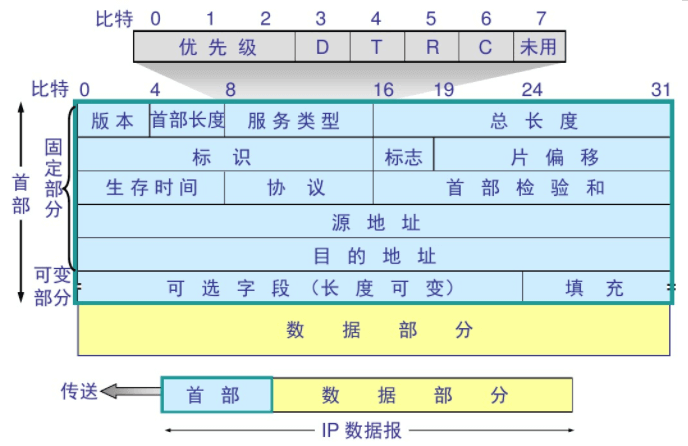 比特 0 1 2 3 4 5 6 7
优先级 D T R C 未用
比特 0 4 8 16 19 24 31
版本 首部长度 服务类型 总长度
标识 标志 片偏移
生存时间 协议 首部检验和
源地址
目的地址
可选字段（长度可变） 填充
首部
固定部分
可变部分
数据部分
传送 首部 数据部分
IP 数据报